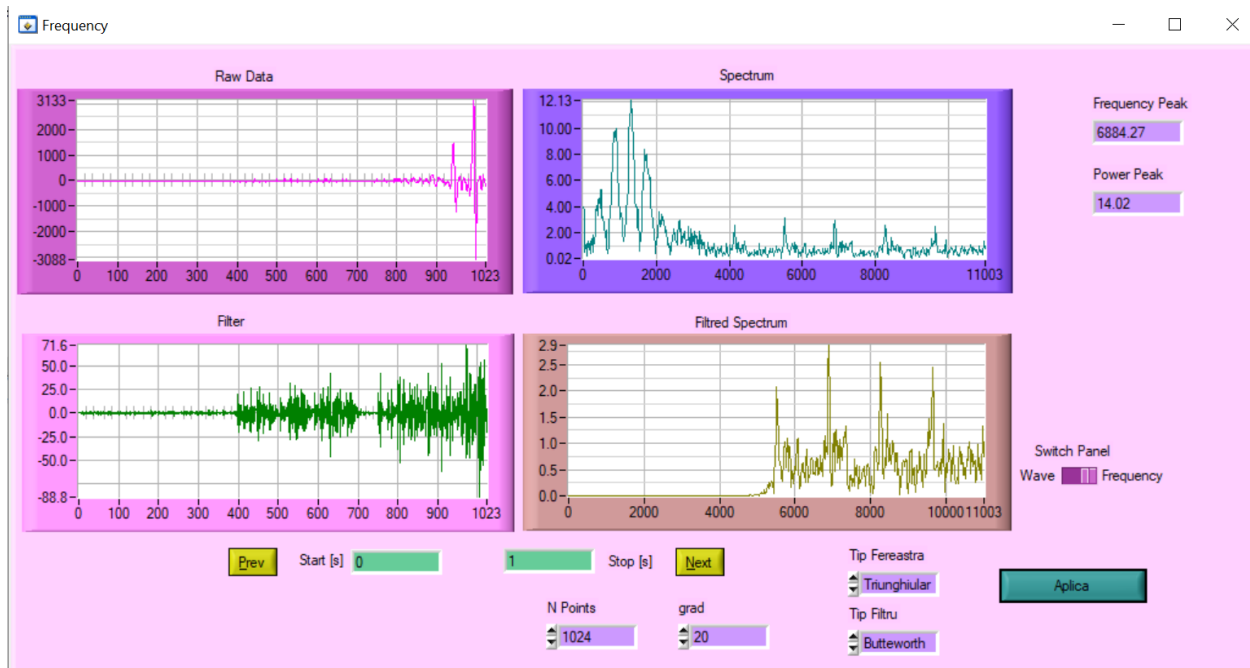 Frequency
Raw Data
3133
2000
1000
0
-1000
-2000
-3088
0 100 200 300 400 500 600 700 800 900 1023
Spectrum
12.13
10.00
8.00
6.00
4.00
2.00
0.02
0 2000 4000 6000 8000 11003
Frequency Peak
6884.27
Power Peak
14.02
Filter
71.6
50.0
25.0
0.0
-25.0
-50.0
-88.8
0 100 200 300 400 500 600 700 800 900 1023
Filtred Spectrum
2.9
2.5
2.0
1.5
1.0
0.5
0.0
0 2000 4000 6000 8000 10000 11003
Switch Panel
Wave Frequency
Prev Start [s] 0 1 Stop [s] Next
Tip Fereastra
Triunghiular
Aplica
N Points grad
1024 20
Tip Filtru
Butteworth